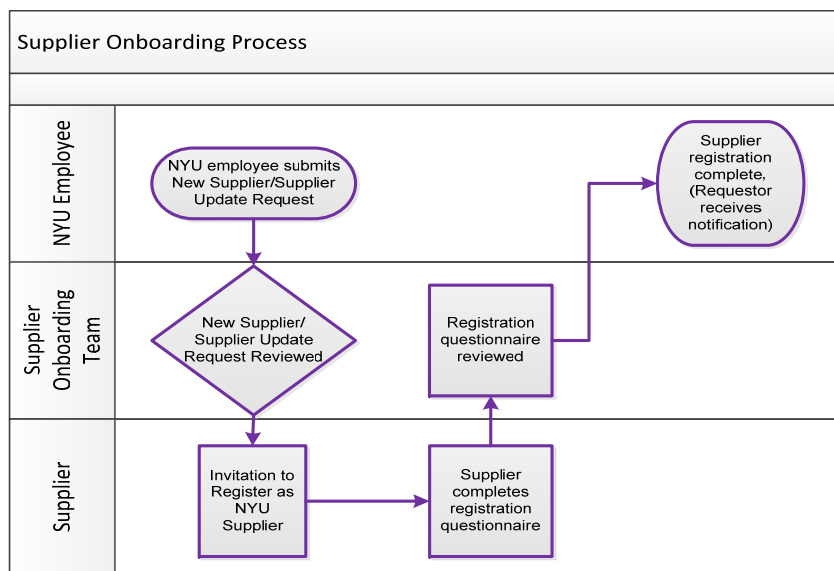 Supplier Onboarding Process
NYU Employee
NYU employee submits
New Supplier/Supplier
Update Request
Supplier
registration
complete,
(Requestor
receives
notification)
Supplier
Onboarding
Team
New Supplier/
Supplier Update
Request Reviewed
Registration
questionnaire
reviewed
Supplier
Invitation to
Register as
NYU
Supplier
Supplier
completes
registration
questionnaire